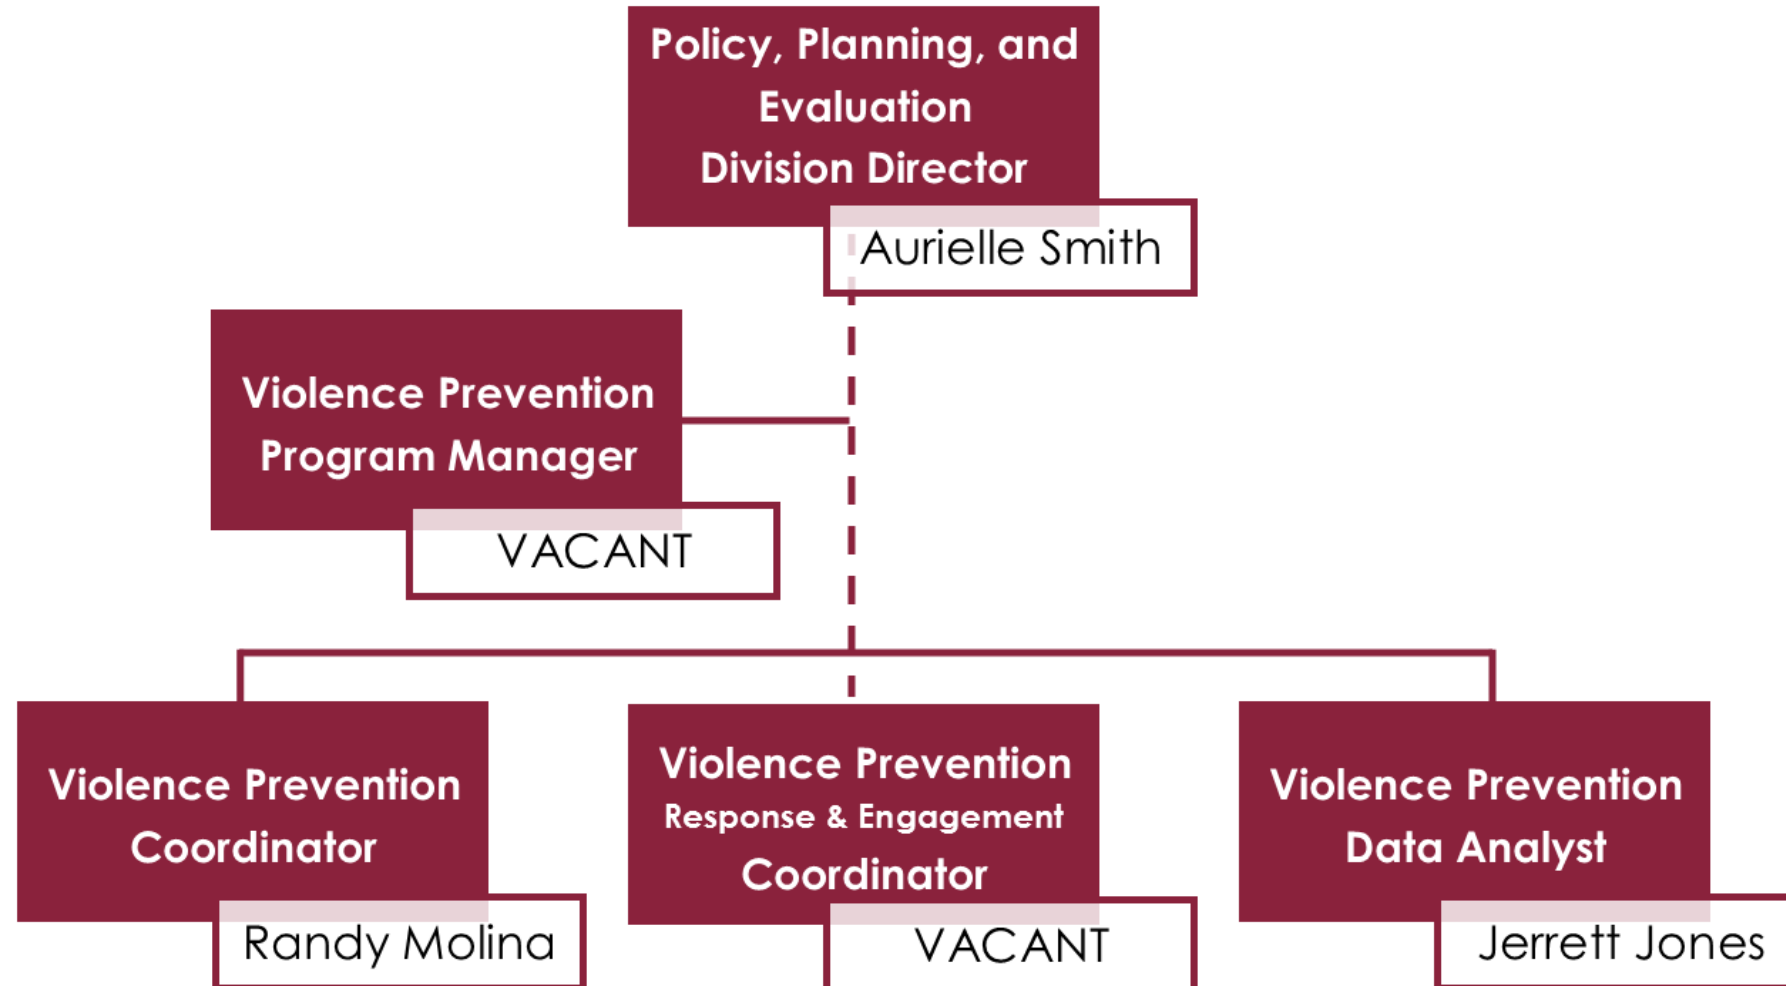 Policy, Planning, and
Evaluation
Division Director
Aurielle Smith
Violence Prevention
Program Manager
VACANT
Violence Prevention
Coordinator
Randy Molina
Violence Prevention
Response & Engagement
Coordinator
VACANT
Violence Prevention
Data Analyst
Jerrett Jones